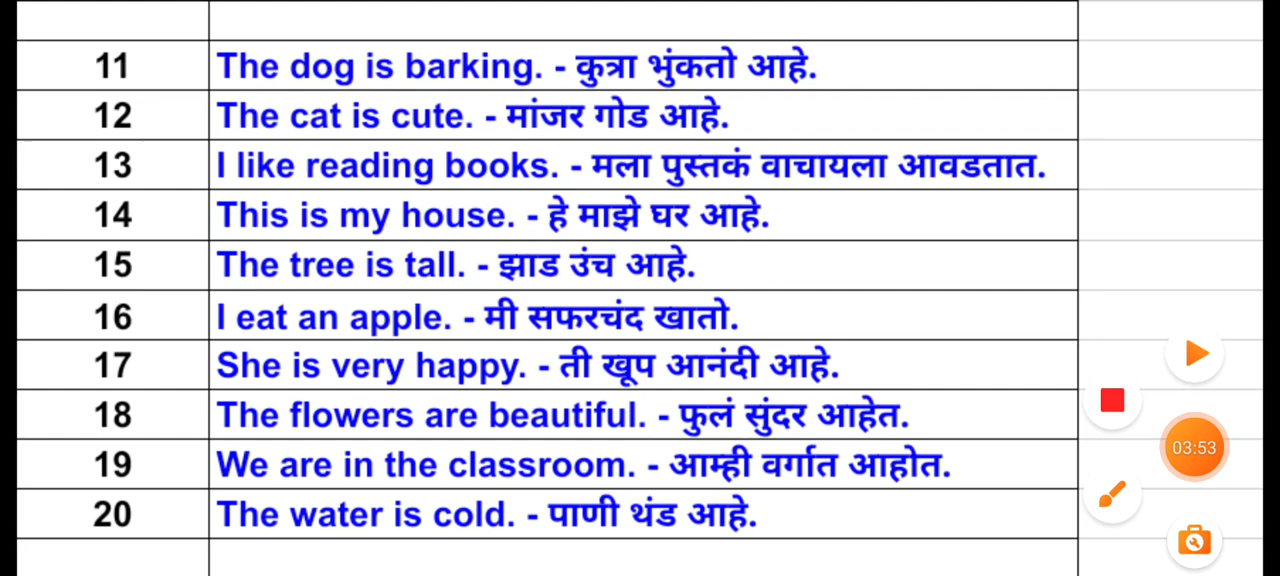 11 The dog is barking. - कुत्रा भुंकतो आहे.
12 The cat is cute. - मांजर गोड आहे.
13 I like reading books. - मला पुस्तकं वाचायला आवडतात.
14 This is my house. - हे माझे घर आहे.
15 The tree is tall. - झाड उंच आहे.
16 I eat an apple. - मी सफरचंद खातो.
17 She is very happy. - ती खूप आनंदी आहे.
18 The flowers are beautiful. - फुलं सुंदर आहेत.
19 We are in the classroom. - आम्ही वर्गात आहोत.
20 The water is cold. - पाणी थंड आहे.
03:53